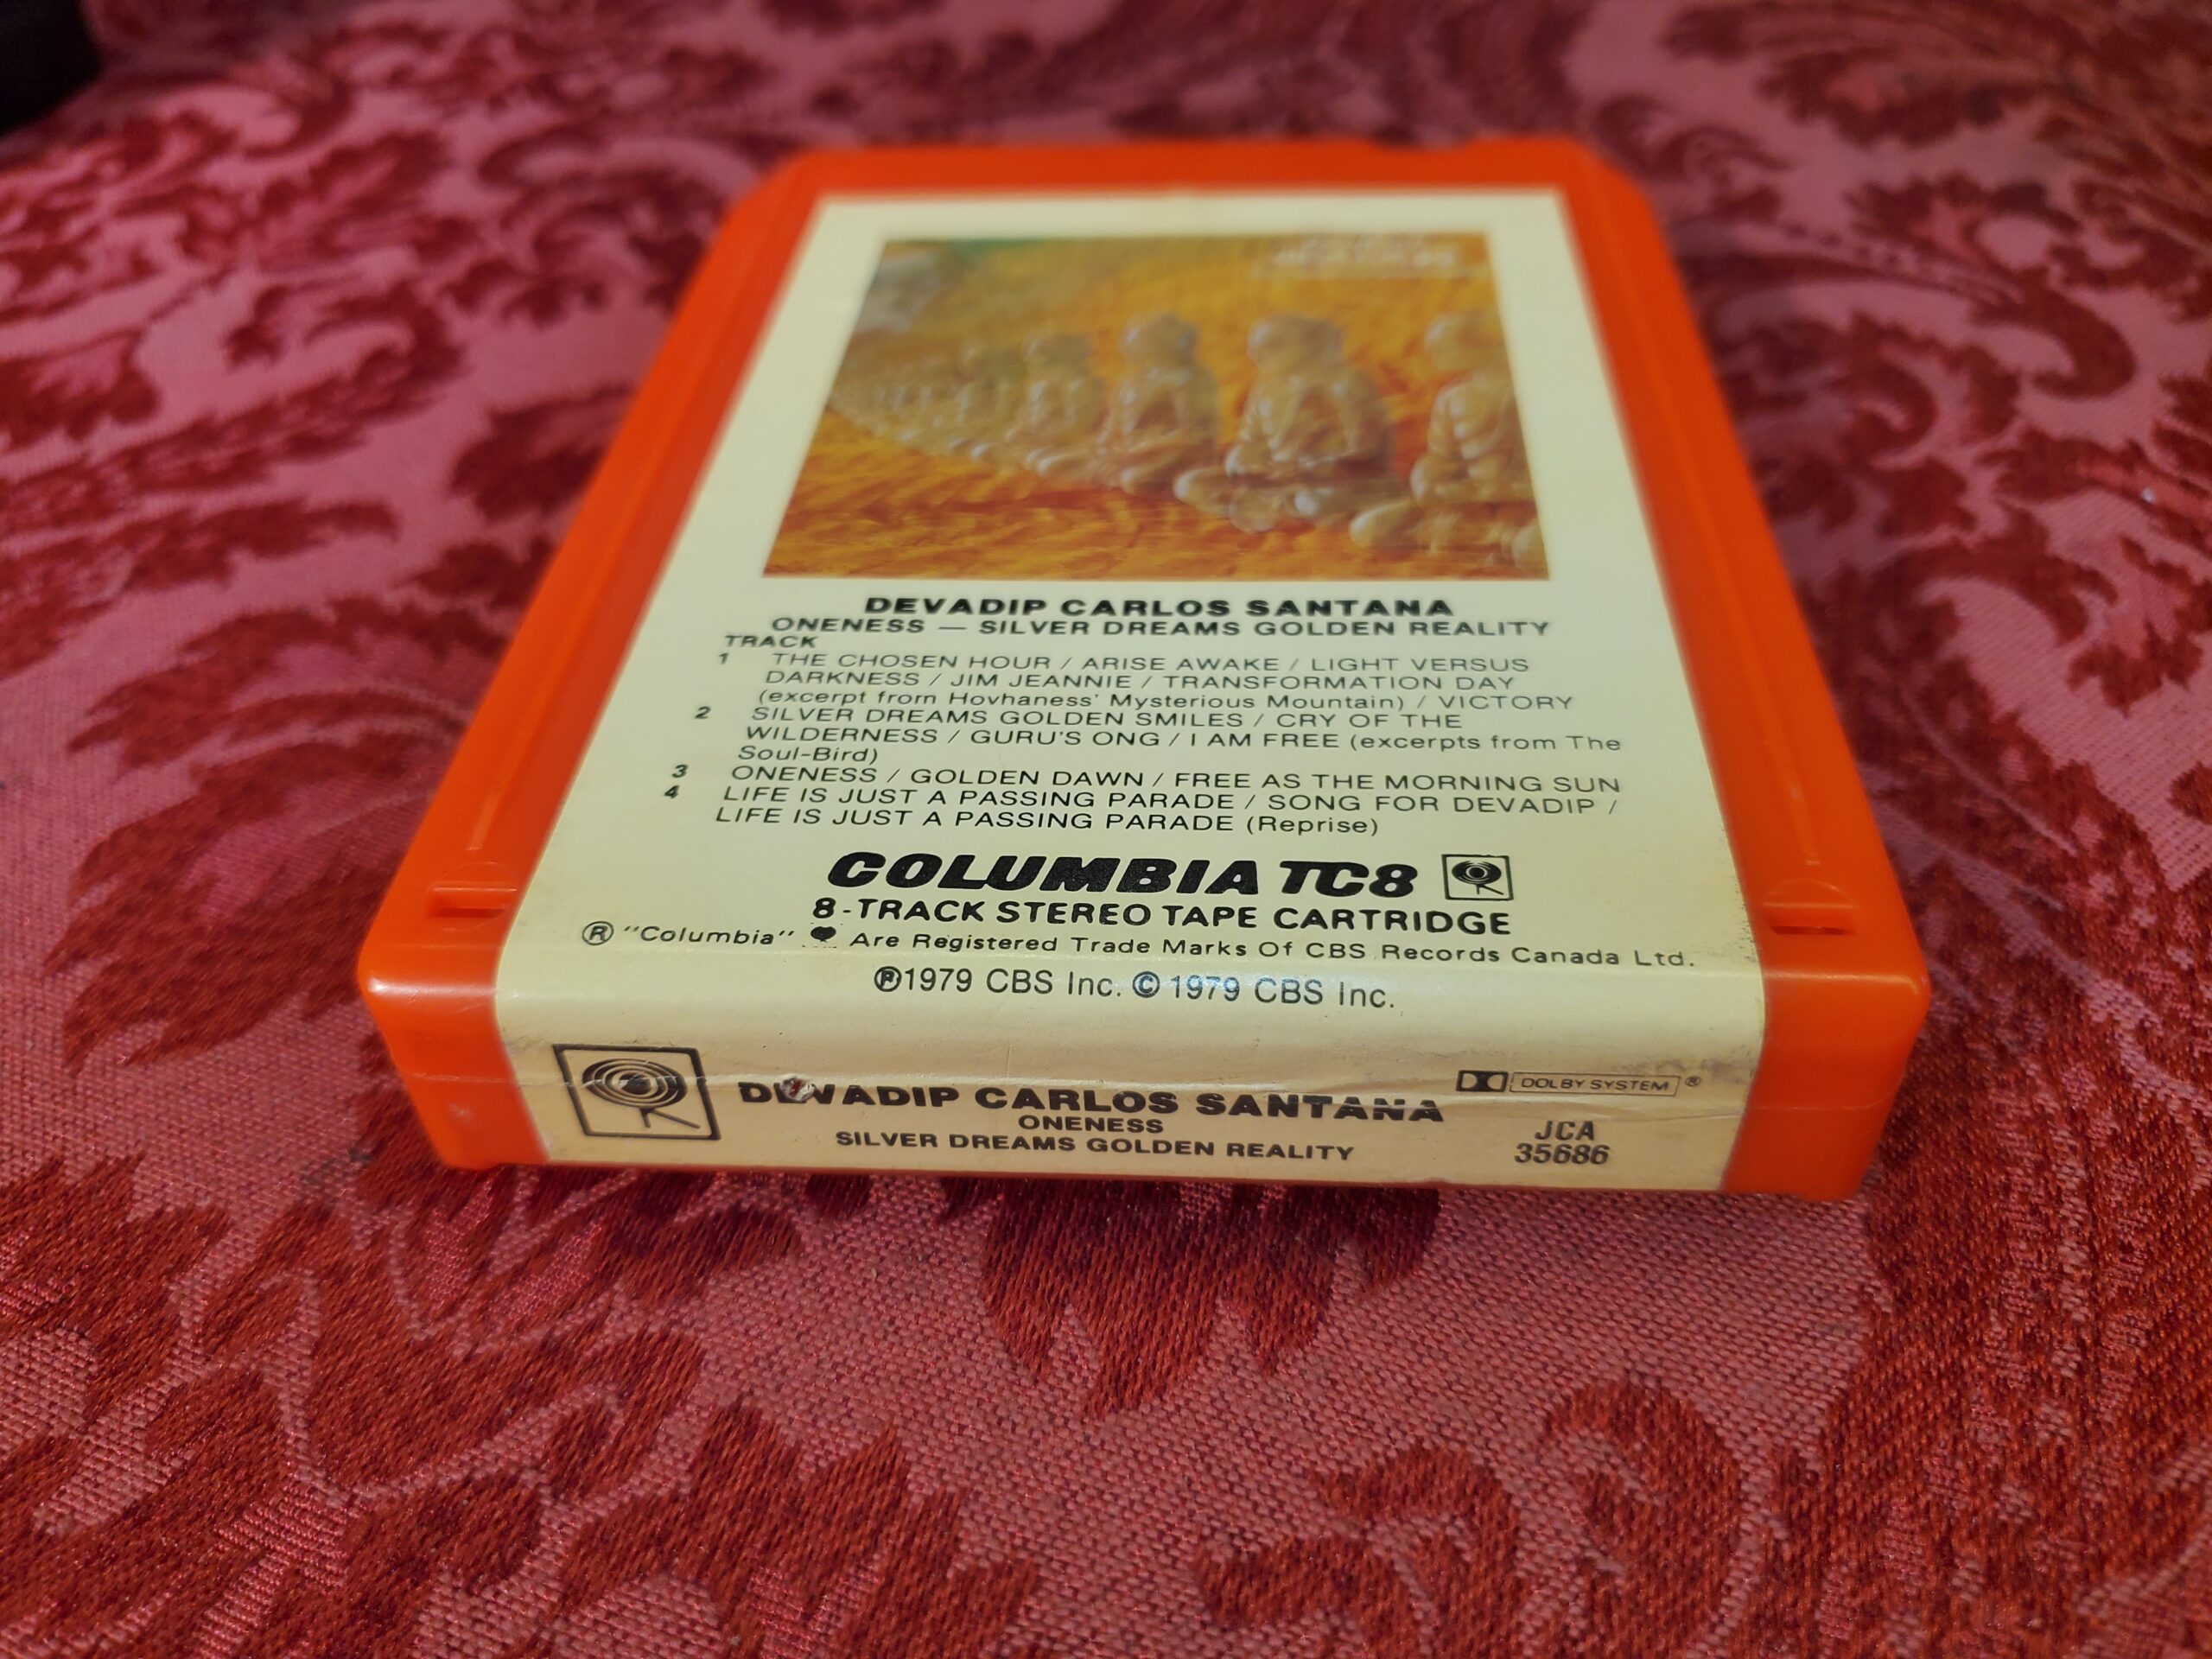 DEVADIP CARLOS SANTANA
ONENESS — SILVER DREAMS GOLDEN REALITY
TRACK
1 THE CHOSEN HOUR / ARISE AWAKE / LIGHT VERSUS
DARKNESS / JIM JEANNIE / TRANSFORMATION DAY
(excerpt from Hovhaness' Mysterious Mountain) / VICTORY
2 SILVER DREAMS GOLDEN SMILES / CRY OF THE
WILDERNESS / GURU'S ONG / I AM FREE (excerpts from The
Soul-Bird)
3 ONENESS / GOLDEN DAWN / FREE AS THE MORNING SUN
4 LIFE IS JUST A PASSING PARADE / SONG FOR DEVADIP /
LIFE IS JUST A PASSING PARADE (Reprise)
COLUMBIA TC8
8-TRACK STEREO TAPE CARTRIDGE
® "Columbia" Are Registered Trade Marks Of CBS Records Canada Ltd.
℗1979 CBS Inc. © 1979 CBS Inc.
DEVADIP CARLOS SANTANA
ONENESS
SILVER DREAMS GOLDEN REALITY
DOLBY SYSTEM ®
JCA
35686